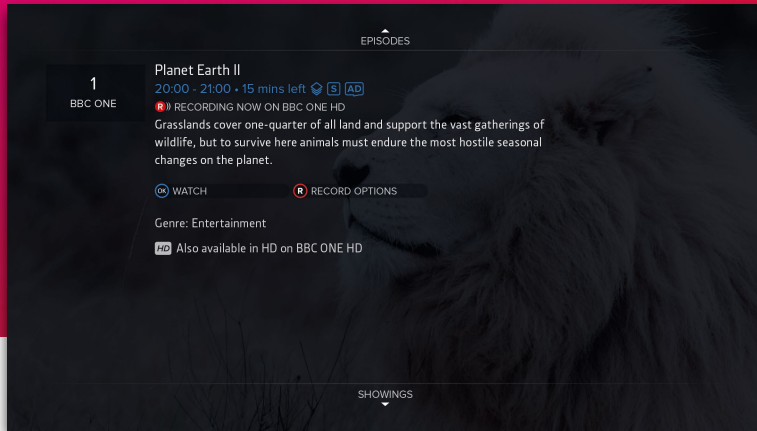 EPISODES
1
BBC ONE
Planet Earth II
20:00 - 21:00 • 15 mins left S AD
R RECORDING NOW ON BBC ONE HD
Grasslands cover one-quarter of all land and support the vast gatherings of
wildlife, but to survive here animals must endure the most hostile seasonal
changes on the planet.
OK WATCH R RECORD OPTIONS
Genre: Entertainment
HD Also available in HD on BBC ONE HD
SHOWINGS